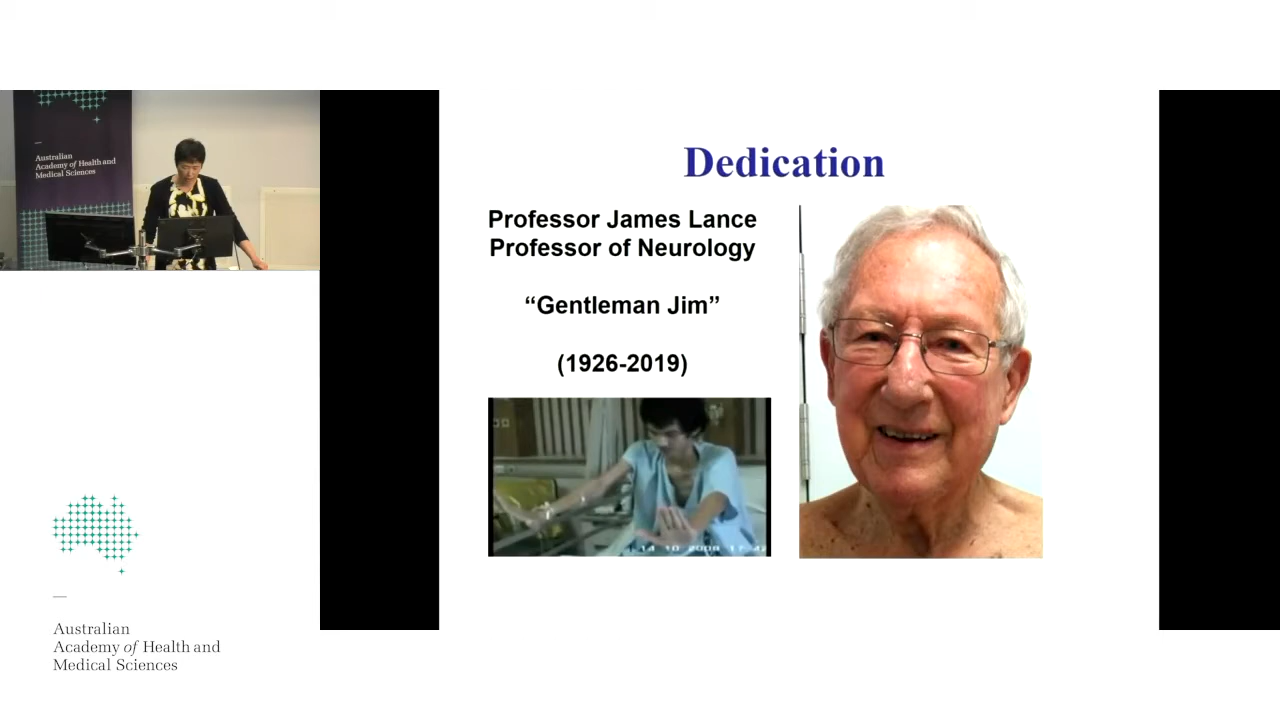 Australian
Academy of Health and
Medical Sciences
Dedication
Professor James Lance
Professor of Neurology
“Gentleman Jim”
(1926-2019)
14 10 2008
Australian
Academy of Health and
Medical Sciences